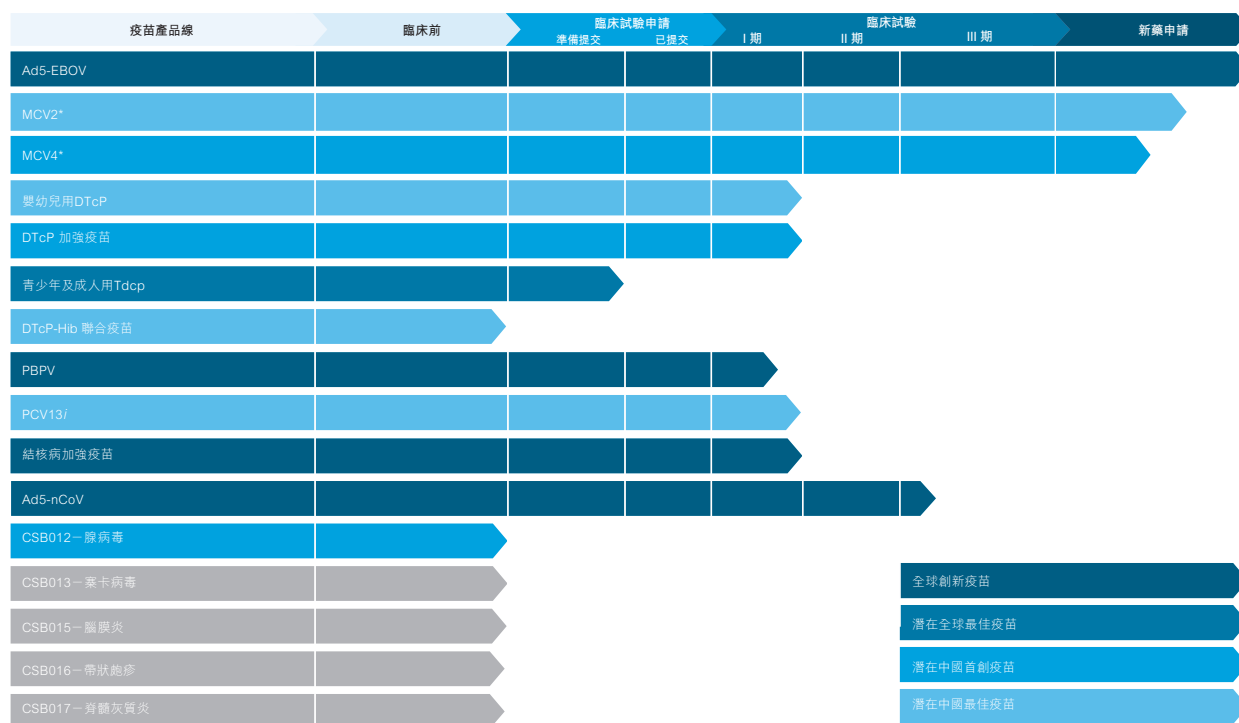 疫苗產品線
臨床前
臨床試驗申請
準備提交 已提交
臨床試驗
I 期 II 期 III 期
新藥申請
Ad5-EBOV
MCV2*
MCV4*
嬰幼兒用DTcP
DTcP 加強疫苗
青少年及成人用Tdcp
DTcP-Hib 聯合疫苗
PBPV
PCV13i
結核病加強疫苗
Ad5-nCoV
CSB012－腺病毒
CSB013－寨卡病毒
CSB015－腦膜炎
CSB016－帶狀皰疹
CSB017－脊髓灰質炎
全球創新疫苗
潛在全球最佳疫苗
潛在中國首創疫苗
潛在中國最佳疫苗